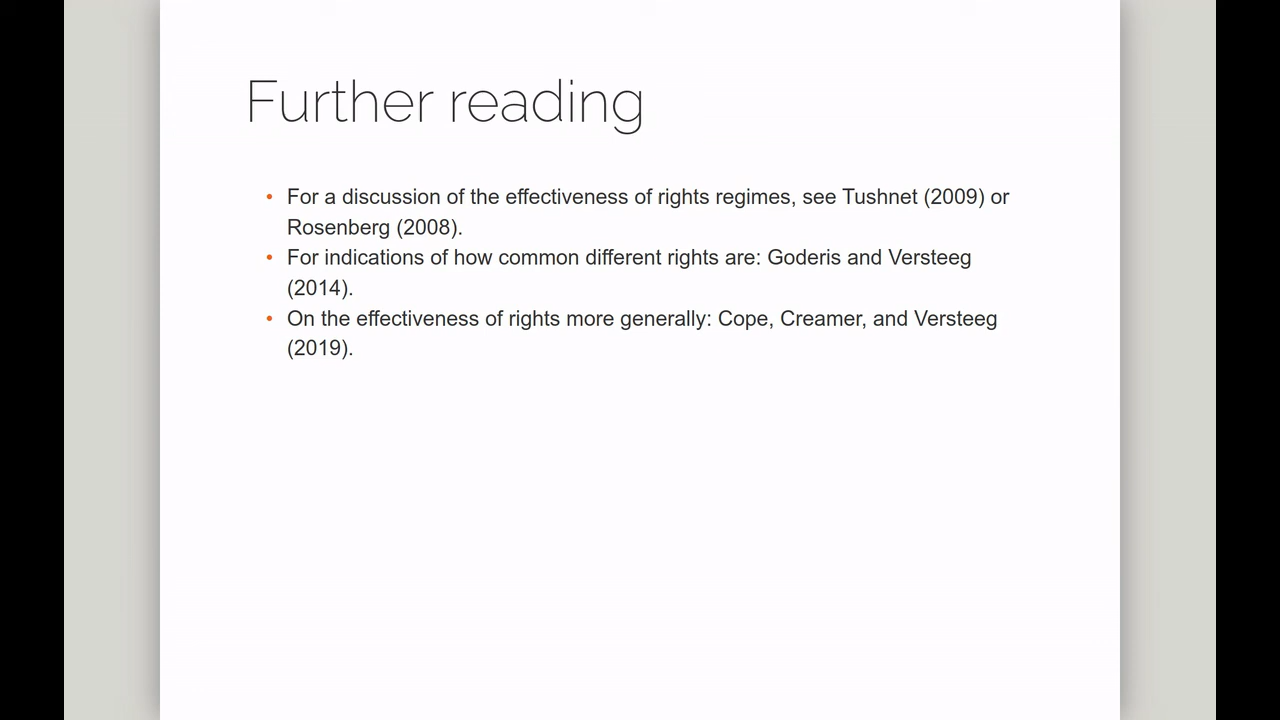 Further reading
• For a discussion of the effectiveness of rights regimes, see Tushnet (2009) or
Rosenberg (2008).
• For indications of how common different rights are: Goderis and Versteeg
(2014).
• On the effectiveness of rights more generally: Cope, Creamer, and Versteeg
(2019).